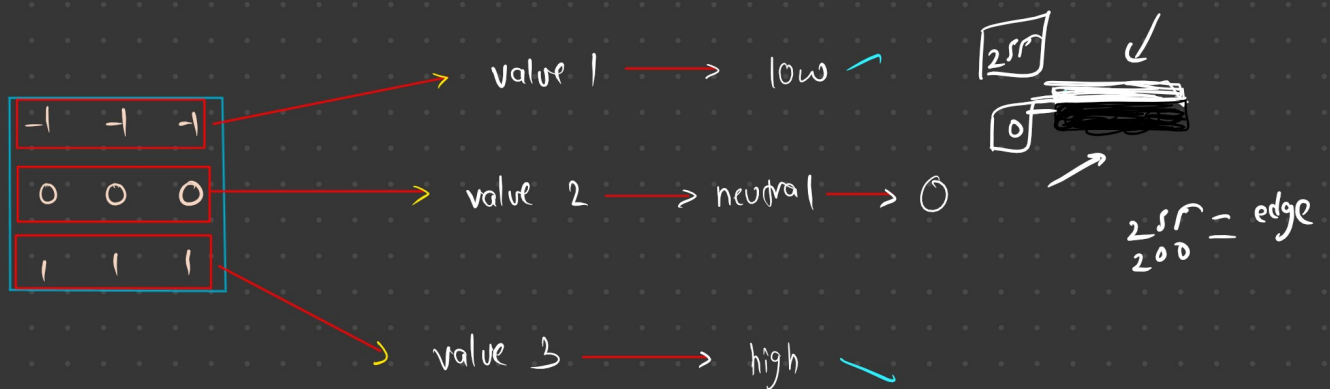 value 1 → low
255
-1 -1 -1
0
0 0 0
value 2 → neutral → 0
255 = edge
200
1 1 1
value 3 → high